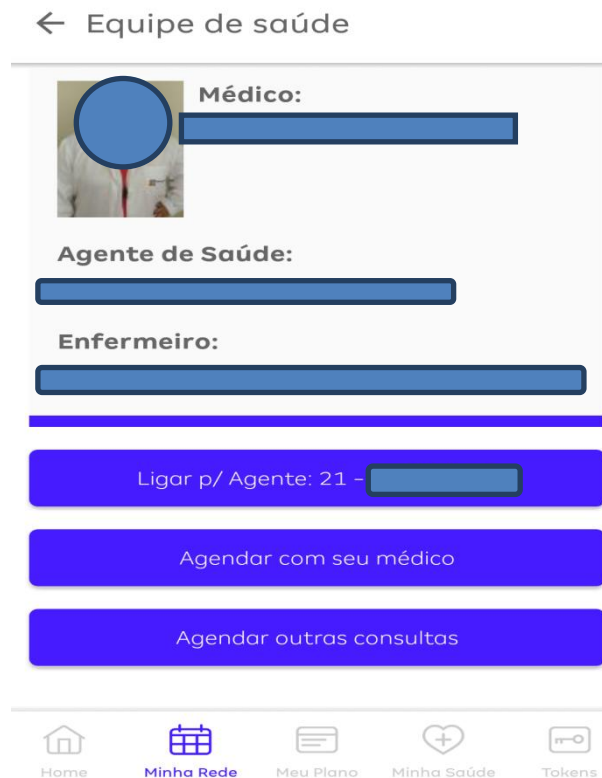 Equipe de saúde
Médico:
Agente de Saúde:
Enfermeiro:
Ligar p/ Agente: 21 -
Agendar com seu médico
Agendar outras consultas
Home
Minha Rede
Meu Plano
Minha Saúde
Tokens